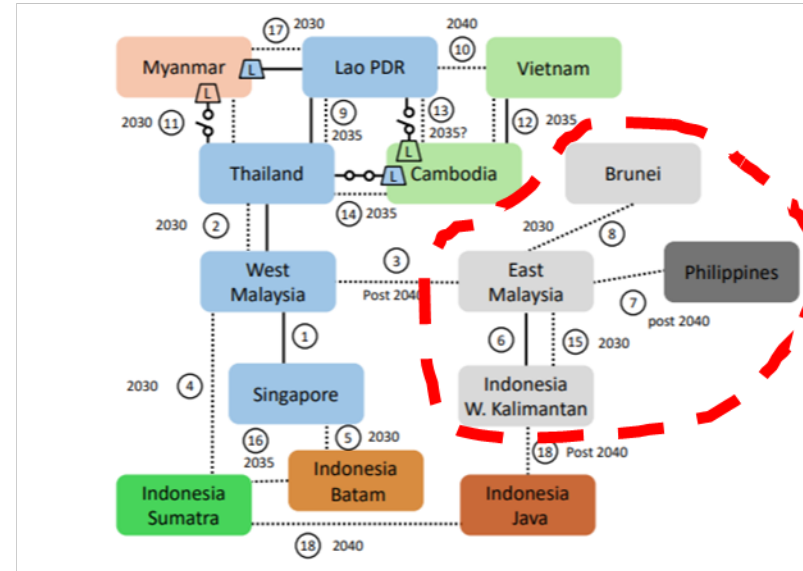 17 2030
2040
10
Myanmar
L
Lao PDR
Vietnam
L
2030 11
9
2035
13
2035?
12 2035
L
Thailand
L
Cambodia
Brunei
14 2035
2030 2
2030
8
3
West
Malaysia
Post 2040
East
Malaysia
Philippines
7
post 2040
1
6
15 2030
2030 4
Singapore
Indonesia
W. Kalimantan
16
2035
5 2030
18 Post 2040
Indonesia
Sumatra
Indonesia
Batam
Indonesia
Java
18 2040